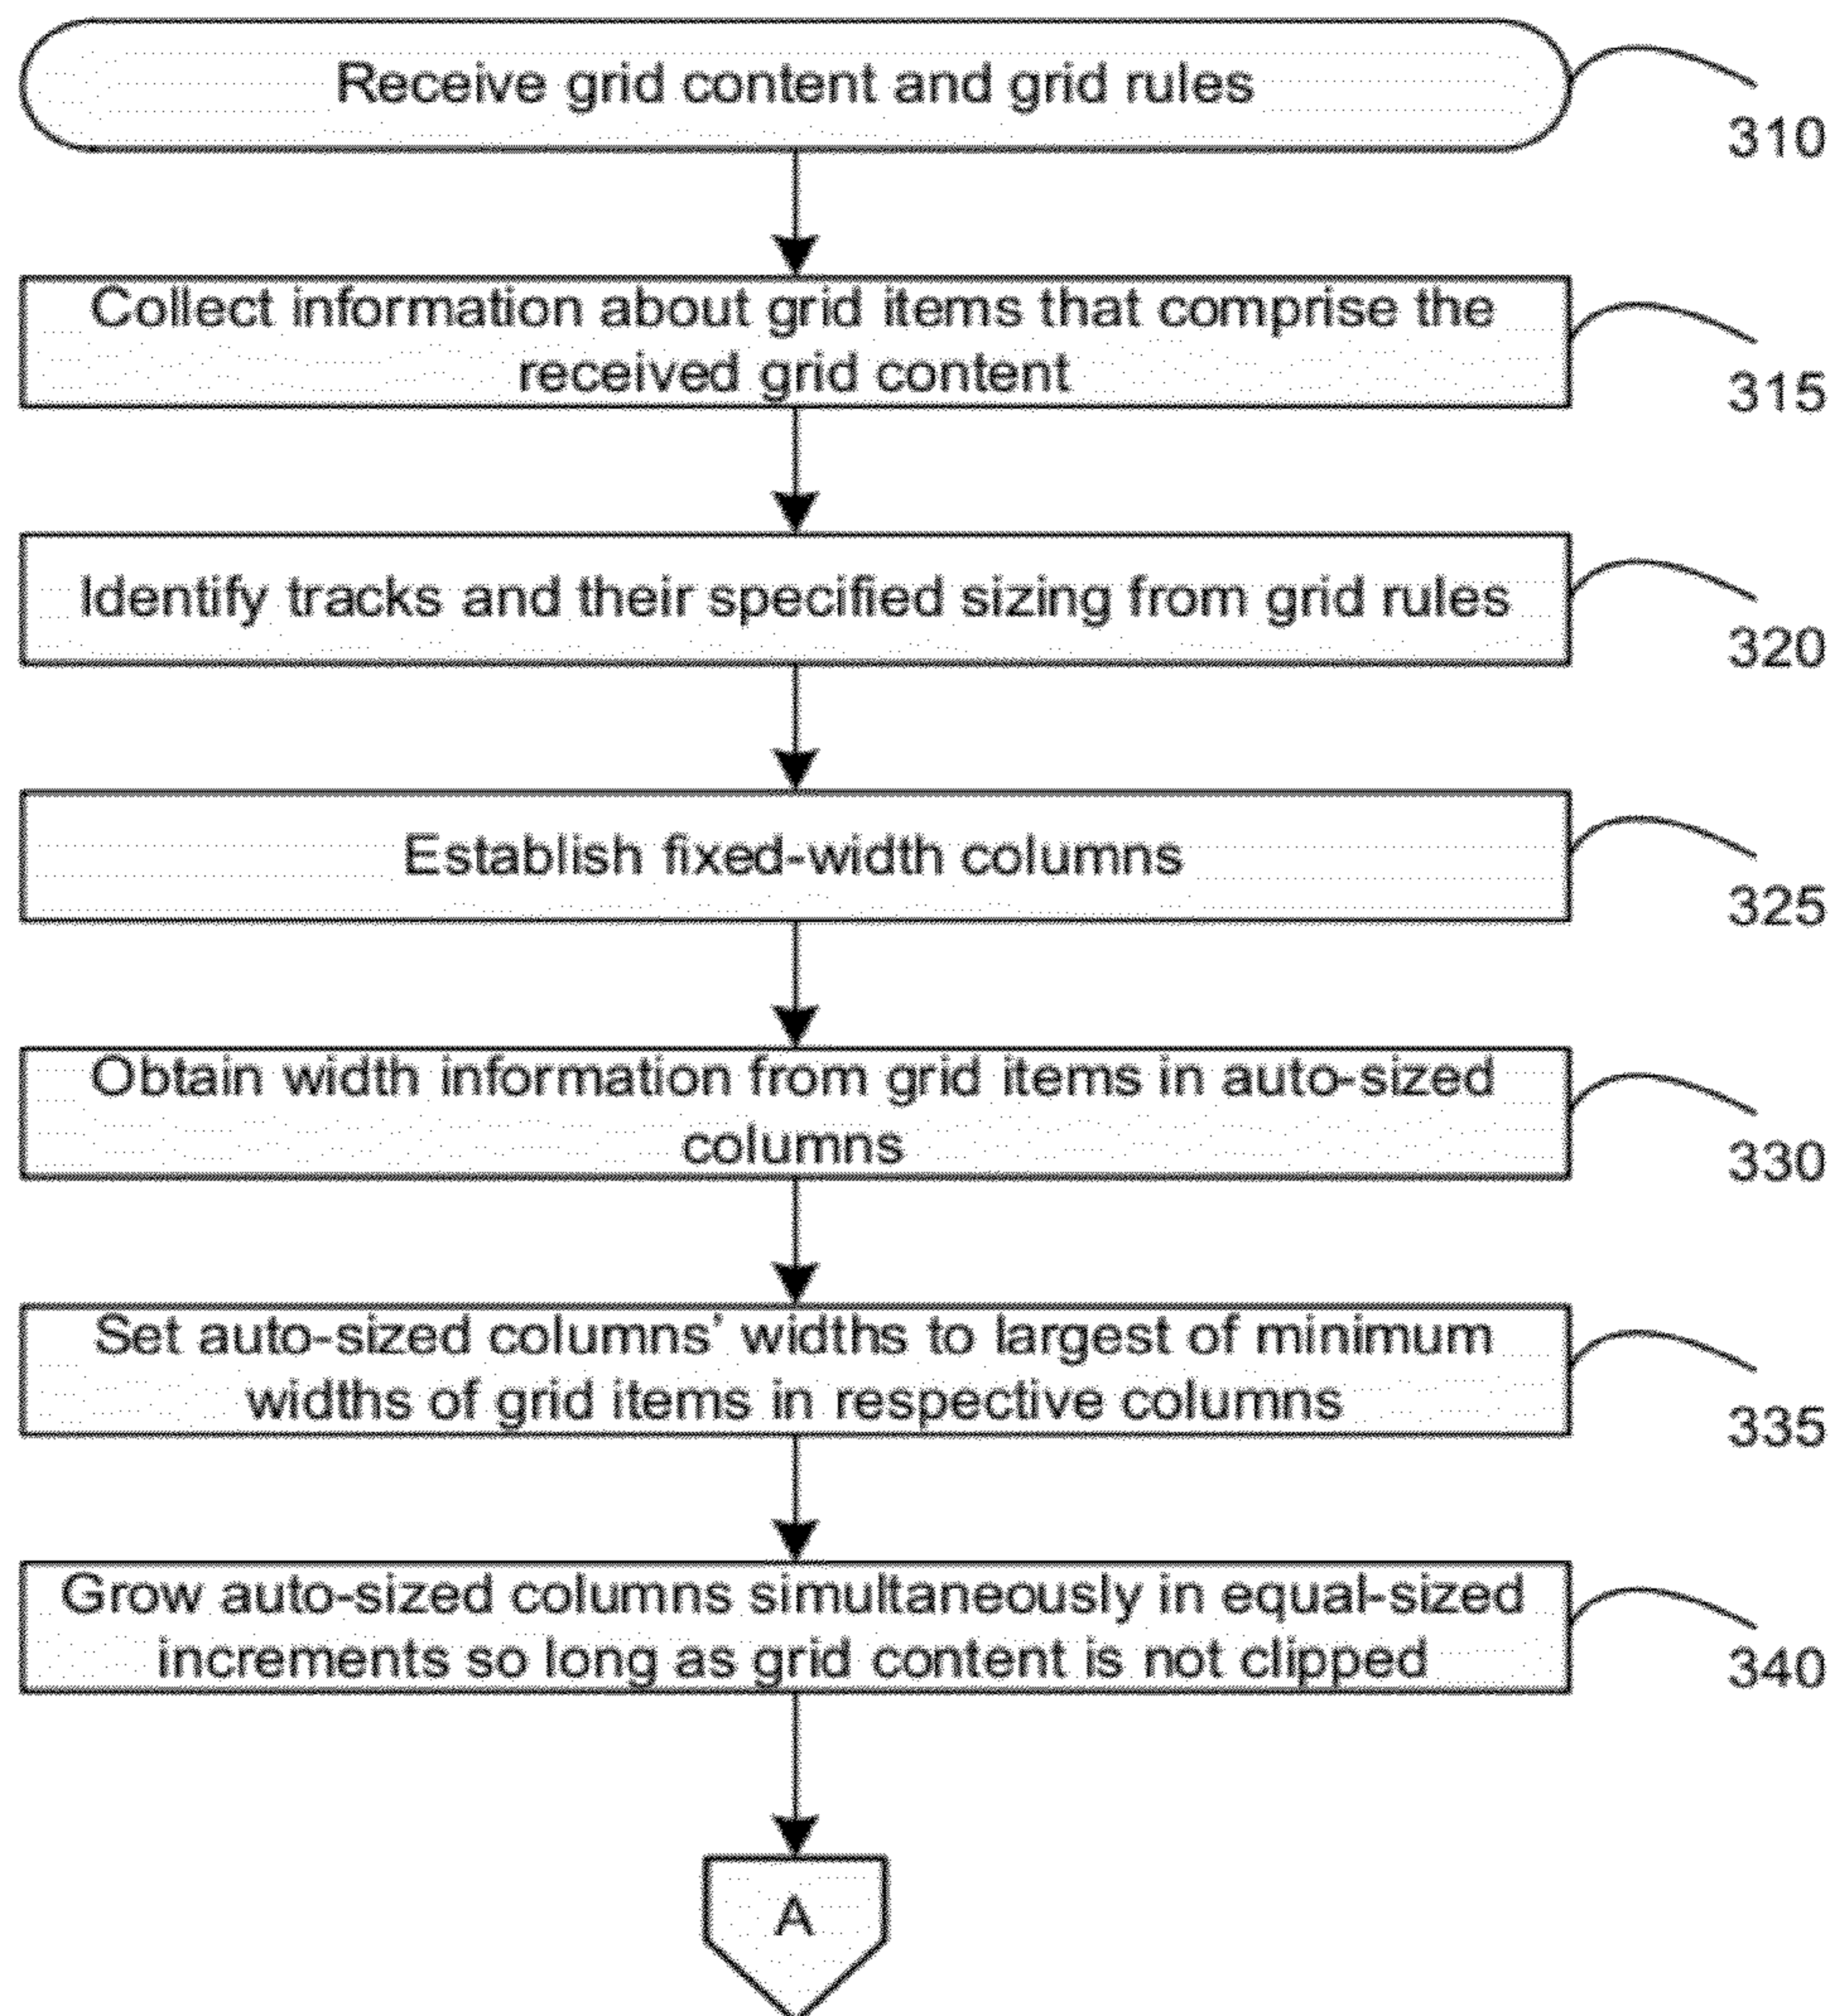 Receive grid content and grid rules
310
Collect information about grid items that comprise the
received grid content
315
Identify tracks and their specified sizing from grid rules
320
Establish fixed-width columns
325
Obtain width information from grid items in auto-sized
columns
330
Set auto-sized columns’ widths to largest of minimum
widths of grid items in respective columns
335
Grow auto-sized columns simultaneously in equal-sized
increments so long as grid content is not clipped
340
A